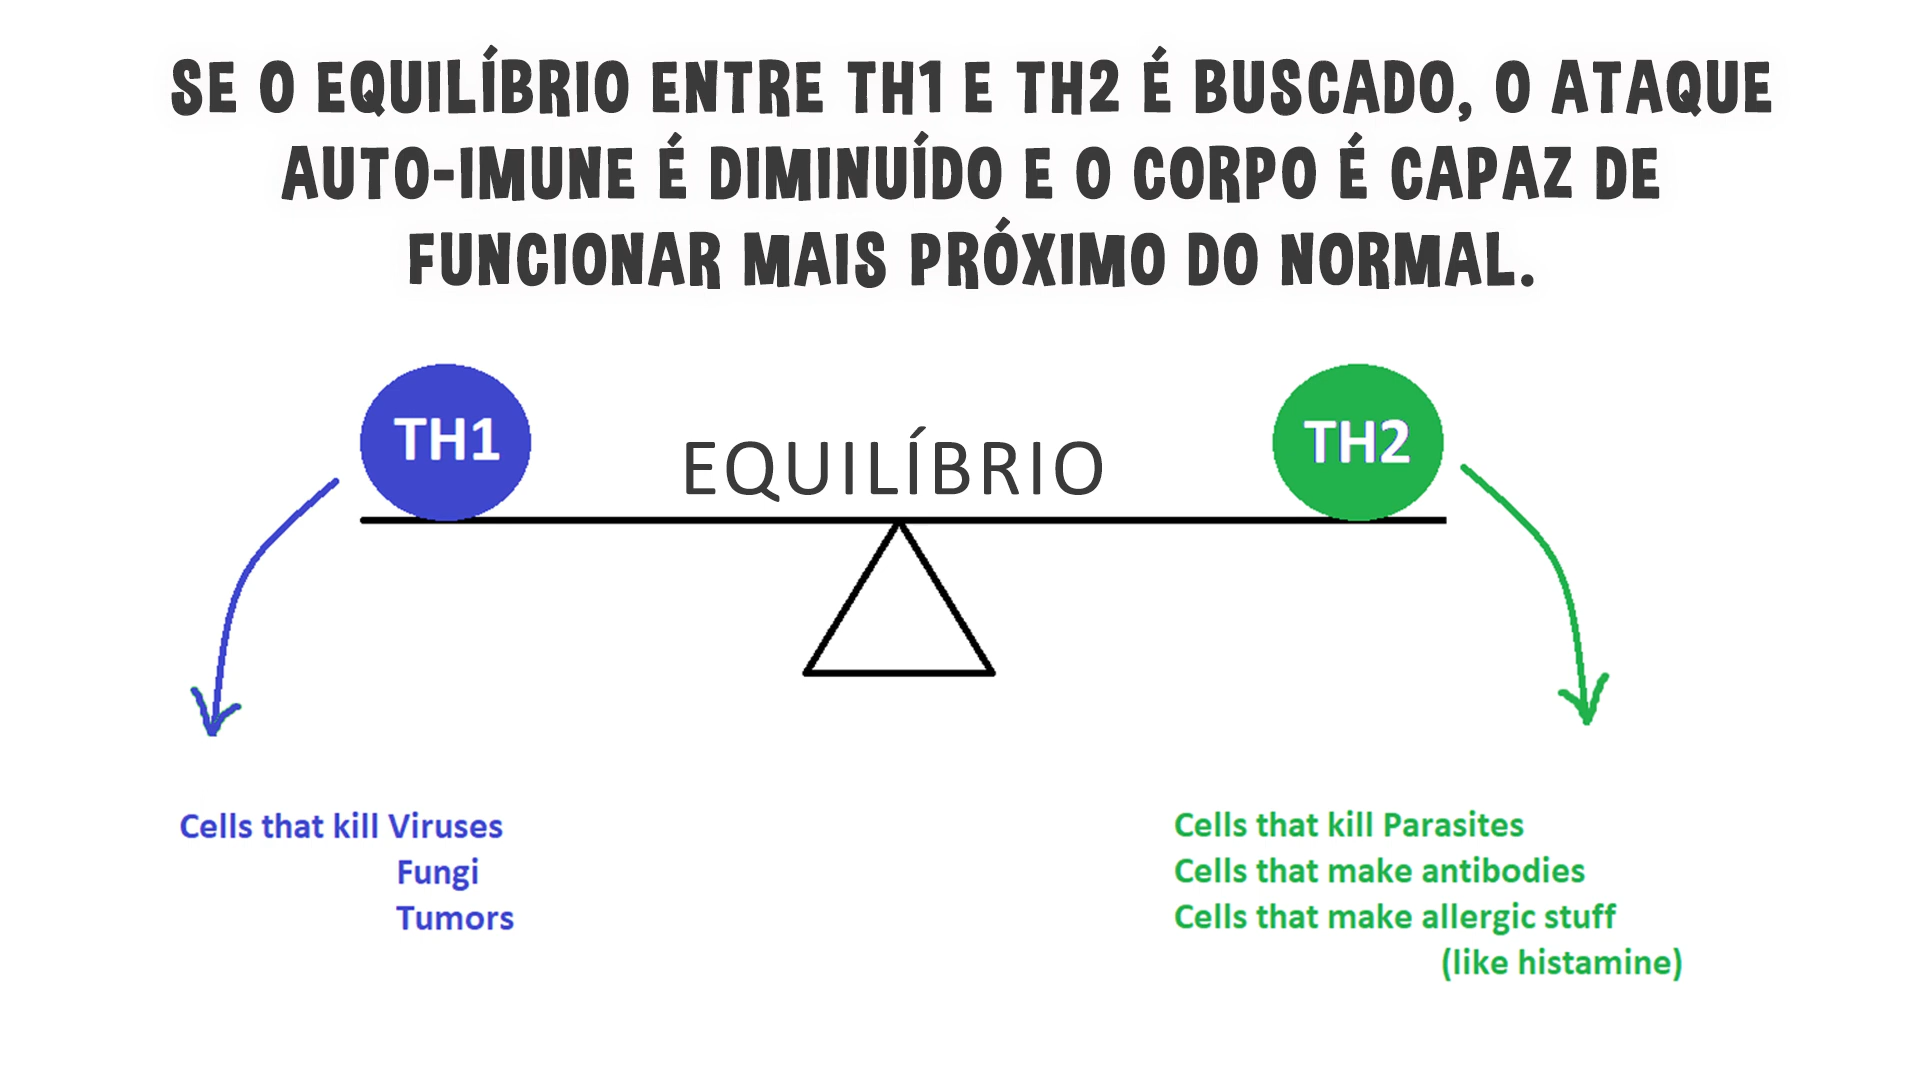 SE O EQUILÍBRIO ENTRE TH1 E TH2 É BUSCADO, O ATAQUE
AUTO-IMUNE É DIMINUÍDO E O CORPO É CAPAZ DE
FUNCIONAR MAIS PRÓXIMO DO NORMAL.
TH1
EQUILÍBRIO
TH2
Cells that kill Viruses
Fungi
Tumors
Cells that kill Parasites
Cells that make antibodies
Cells that make allergic stuff
(like histamine)